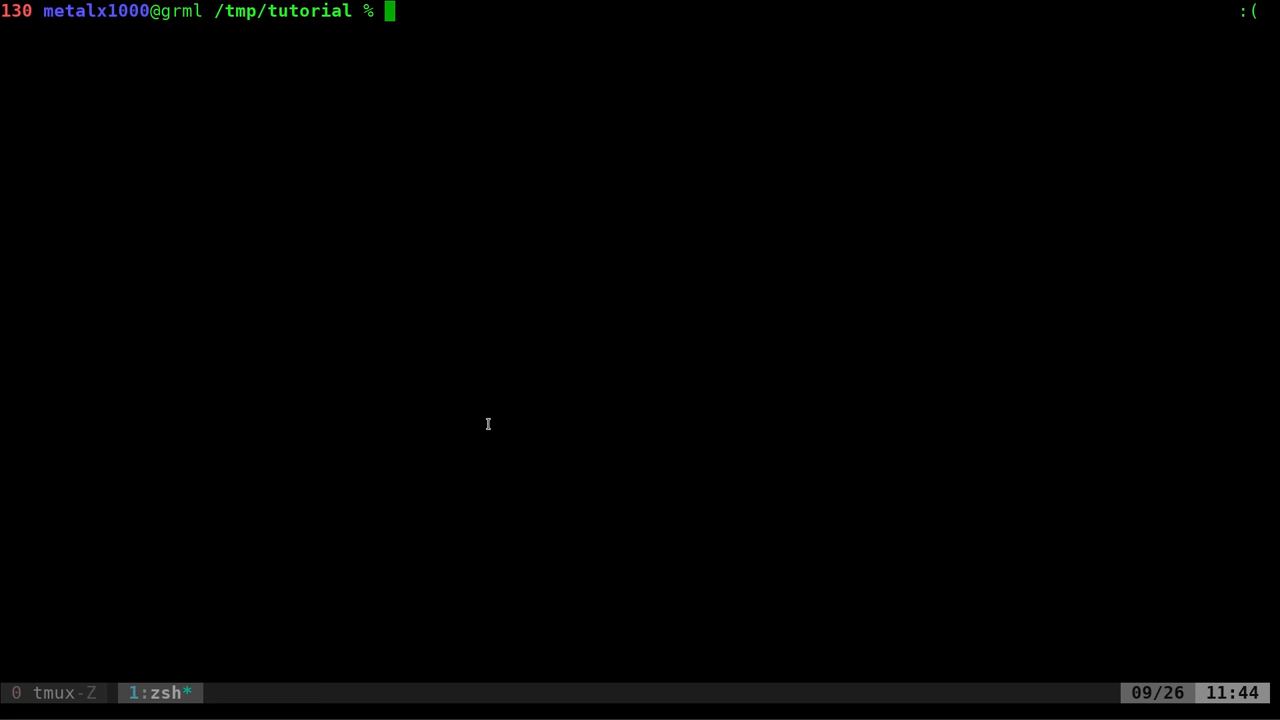 130 metalx1000@grml /tmp/tutorial % :(
0 tmux-Z 1:zsh* 09/26 11:44